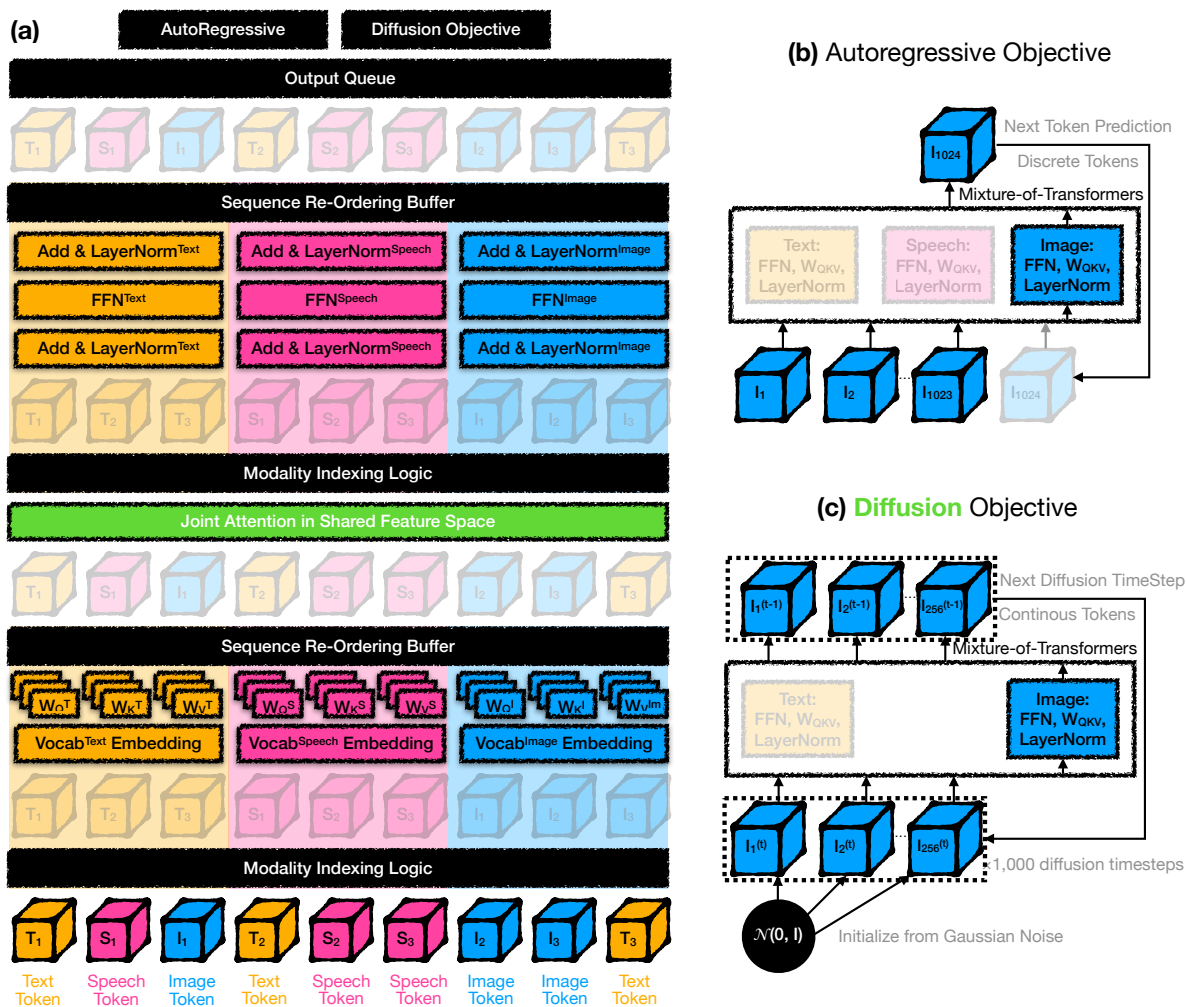 (a)
AutoRegressive
Diffusion Objective
Output Queue
T1 S1 I1 T2 S2 S3 I2 I3 T3
Sequence Re-Ordering Buffer
Add & LayerNormText Add & LayerNormSpeech Add & LayerNormImage
FFNText FFNSpeech FFNImage
Add & LayerNormText Add & LayerNormSpeech Add & LayerNormImage
T1 T2 T3 S1 S2 S3 I1 I2 I3
Modality Indexing Logic
Joint Attention in Shared Feature Space
T1 S1 I1 T2 S2 S3 I2 I3 T3
Sequence Re-Ordering Buffer
WQT WKT WVT WQS WKS WVS WQI WKI WVIm
VocabText Embedding VocabSpeech Embedding VocabImage Embedding
T1 T2 T3 S1 S2 S3 I1 I2 I3
Modality Indexing Logic
T1 S1 I1 T2 S2 S3 I2 I3 T3
Text Token
Speech Token
Image Token
Text Token
Speech Token
Speech Token
Image Token
Image Token
Text Token
(b) Autoregressive Objective
I1024
Next Token Prediction
Discrete Tokens
Mixture-of-Transformers
Text:
FFN, WQKV,
LayerNorm
Speech:
FFN, WQKV,
LayerNorm
Image:
FFN, WQKV,
LayerNorm
I1 I2 ... I1023 I1024
(c) Diffusion Objective
I1(t-1) I2(t-1) ... I256(t-1)
Next Diffusion TimeStep
Continous Tokens
Mixture-of-Transformers
Text:
FFN, WQKV,
LayerNorm
Image:
FFN, WQKV,
LayerNorm
I1(t) I2(t) ... I256(t)
×1,000 diffusion timesteps
N(0, I)
Initialize from Gaussian Noise